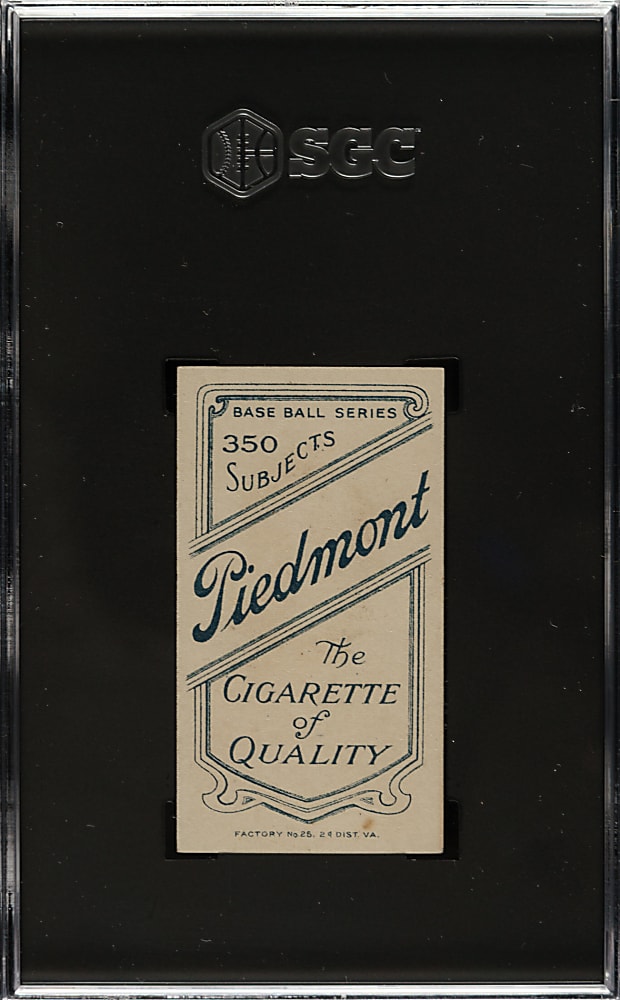 SGC
BASE BALL SERIES
350
SUBJECTS
Piedmont
The
CIGARETTE
of
QUALITY
FACTORY No. 25, 2d DIST. VA.